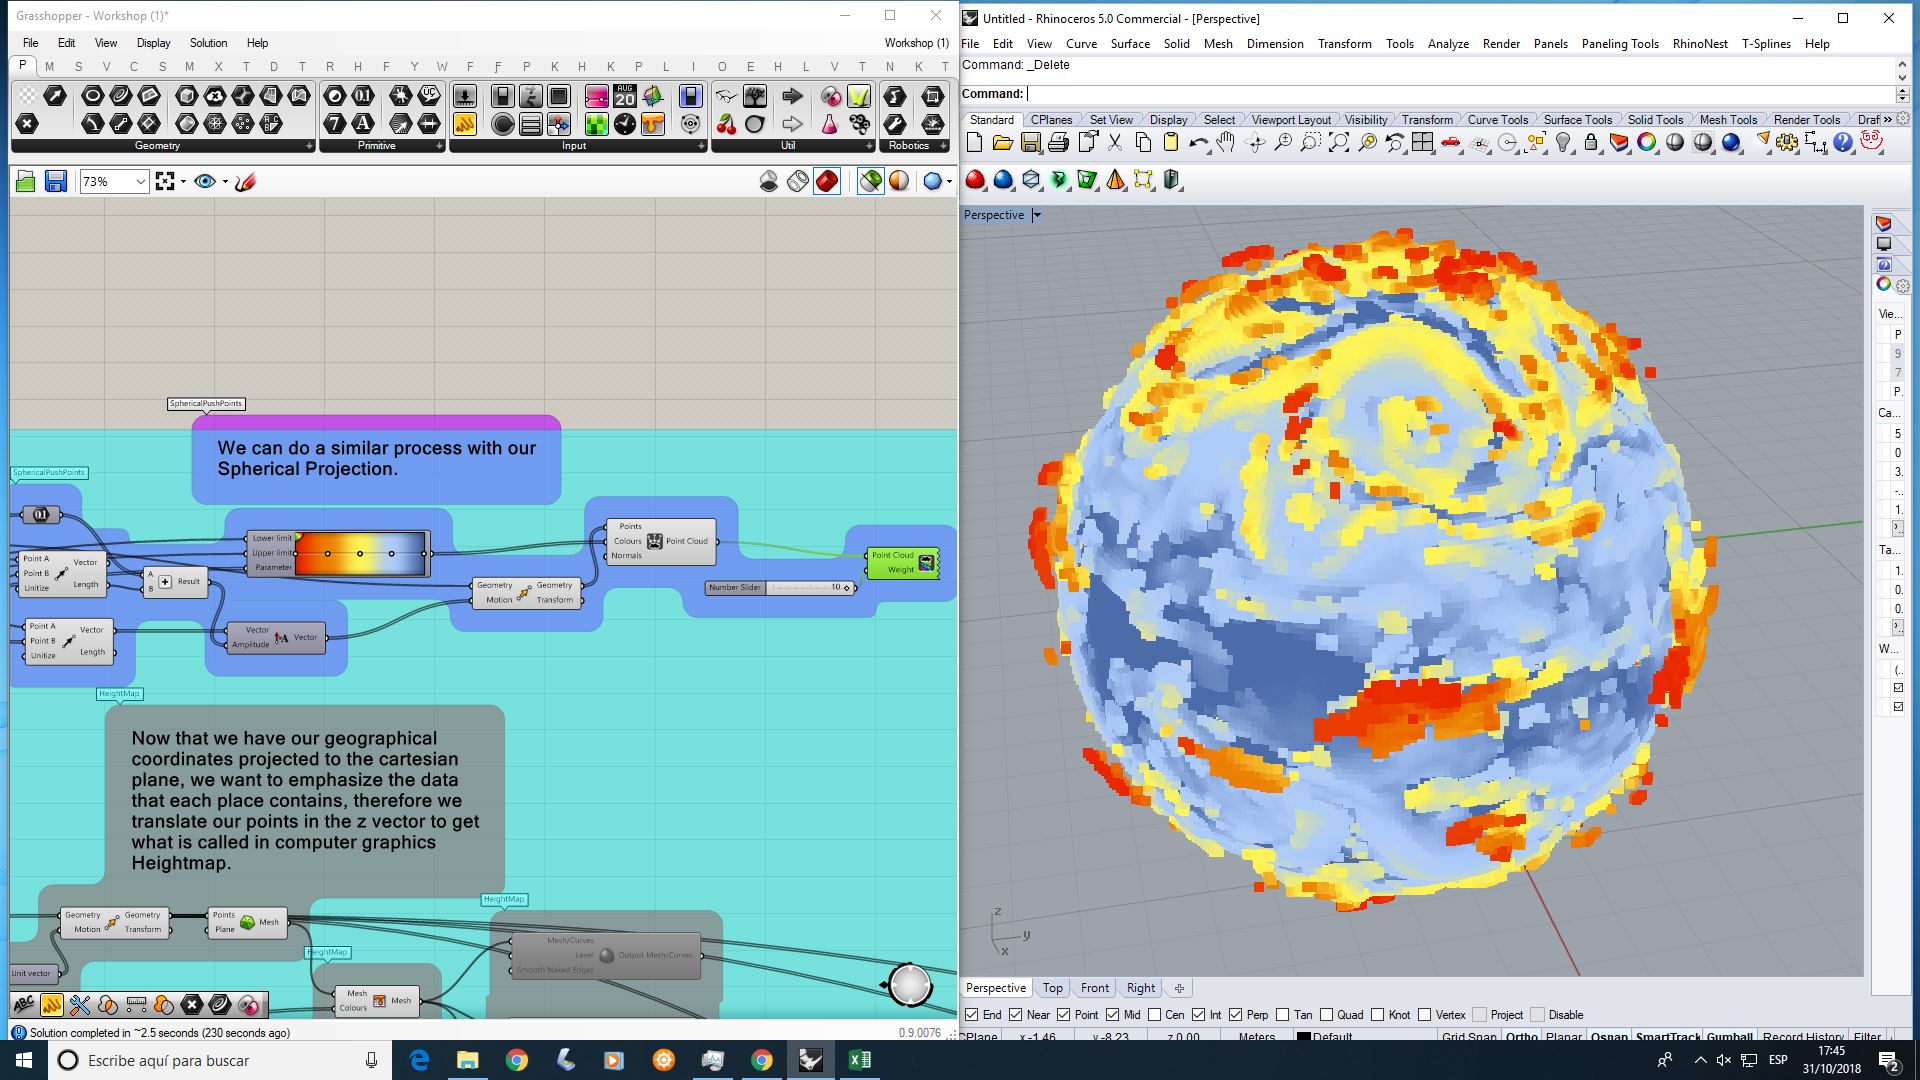 Grasshopper - Workshop (1)*
File Edit View Display Solution Help
Workshop (1)
P M S V C S M X T D T R H F Y W F F P K H K P L I O E H L V T N K T
Geometry
Primitive
Input
Util
Robotics
73%
SphericalPushPoints
We can do a similar process with our
Spherical Projection.
SphericalPushPoints
Point A
Point B
Unitize
Vector
Length
A
B
Result
Lower limit
Upper limit
Parameter
Points
Colours
Normals
Point Cloud
Point Cloud
Weight
Number Slider 10
Geometry
Motion
Geometry
Transform
Point A
Point B
Unitize
Vector
Length
Vector
Amplitude
Vector
HeightMap
Now that we have our geographical
coordinates projected to the cartesian
plane, we want to emphasize the data
that each place contains, therefore we
translate our points in the z vector to get
what is called in computer graphics
Heightmap.
HeightMap
Geometry
Motion
Geometry
Transform
Points
Plane
Mesh
HeightMap
Unit vector
Mesh
Colours
Mesh
Mesh/Curves
Level
Smooth Naked Edges
Output Mesh/Curves
Solution completed in ~2.5 seconds (230 seconds ago)
0.9.0076
Untitled - Rhinoceros 5.0 Commercial - [Perspective]
File Edit View Curve Surface Solid Mesh Dimension Transform Tools Analyze Render Panels Paneling Tools RhinoNest T-Splines Help
Command: _Delete
Command:
Standard CPlanes Set View Display Select Viewport Layout Visibility Transform Curve Tools Surface Tools Solid Tools Mesh Tools Render Tools Draf
Perspective
z
y
x
Vie...
P
9
7
P.
Ca...
5
0
3.
-..
1.
Ta...
1.
0.
0.
W...
(..
Perspective Top Front Right
End Near Point Mid Cen Int Perp Tan Quad Knot Vertex Project Disable
CPlane x -1.46 y -8.23 z 0.00 Meters Default Grid Snap Ortho Planar Osnap SmartTrack Gumball Record History Filter
Escribe aquí para buscar
ESP
17:45
31/10/2018
2